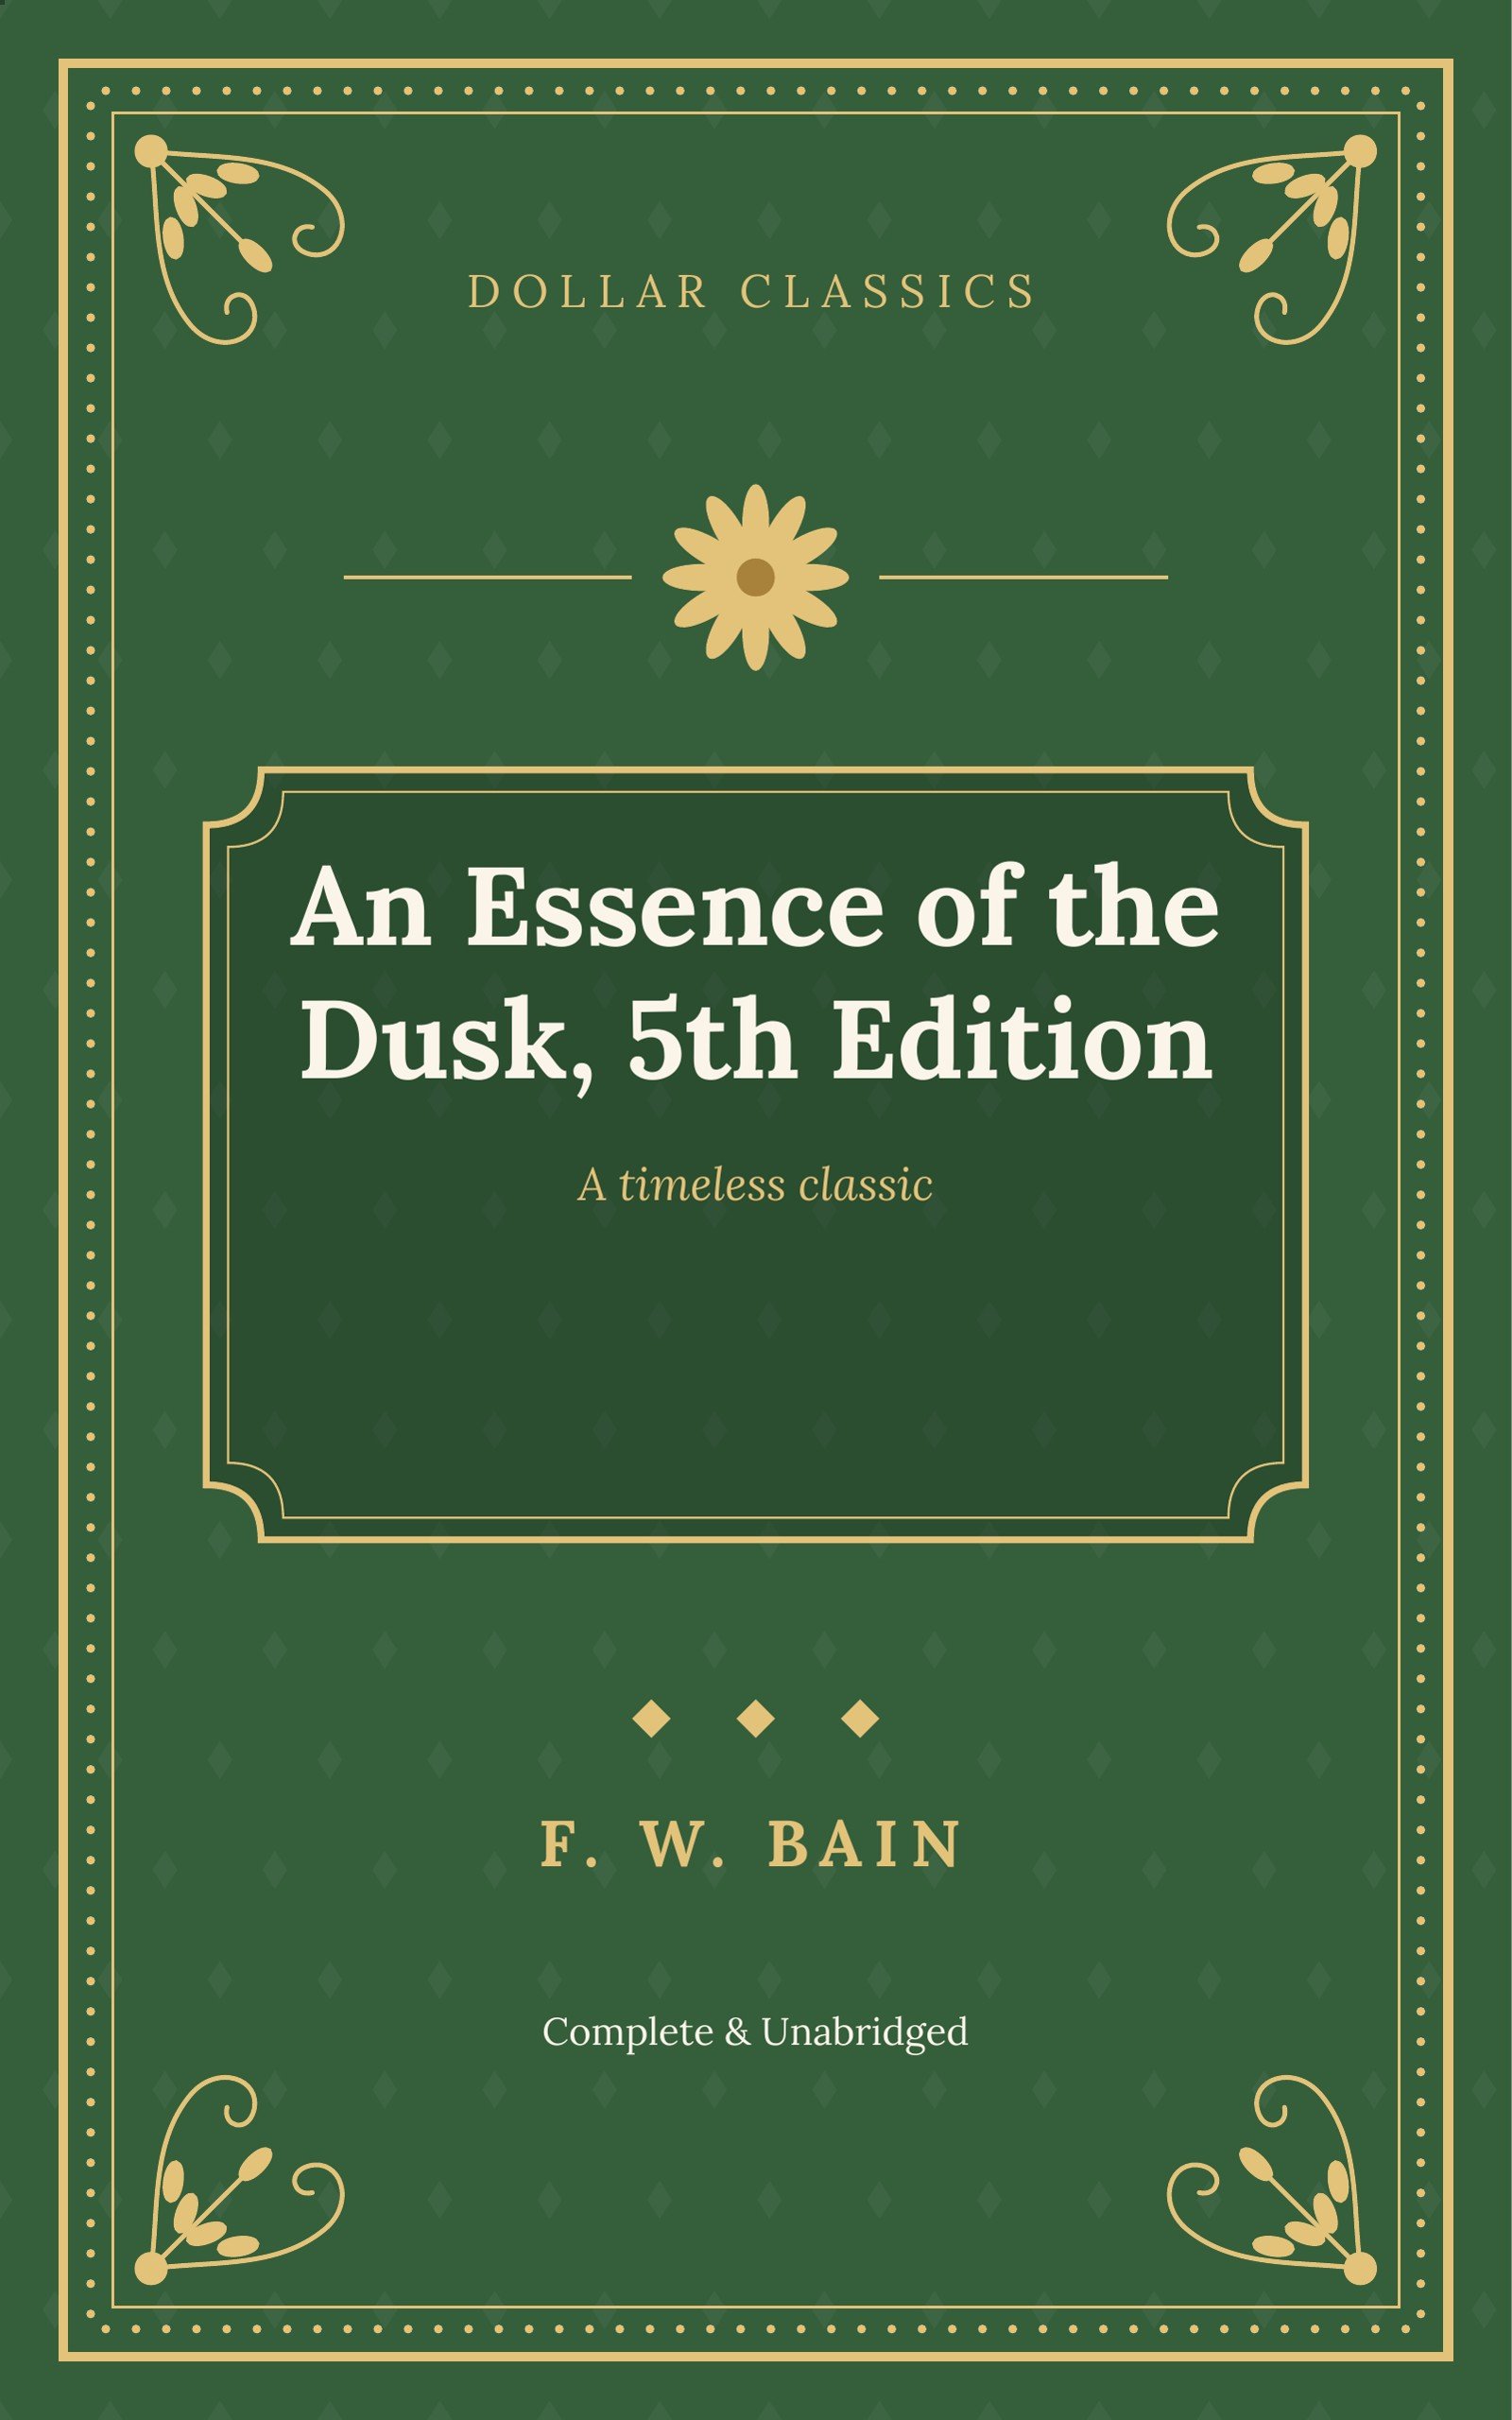 DOLLAR CLASSICS
An Essence of the
Dusk, 5th Edition
A timeless classic
F. W. BAIN
Complete & Unabridged